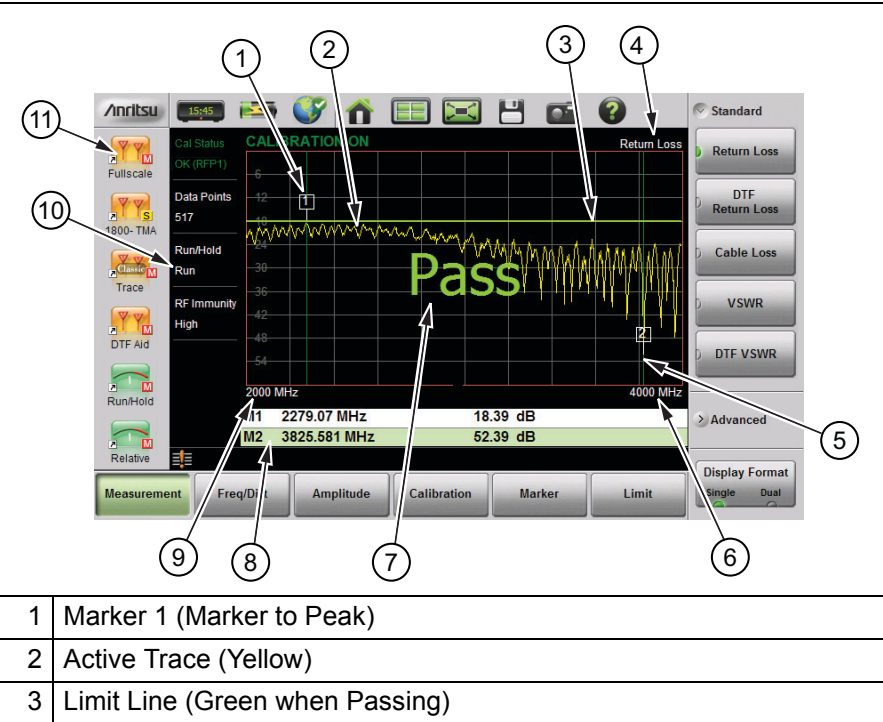 1
2
3
4
Anritsu
15:45
Standard
11
Fullscale
M
Cal Status
OK (RFP1)
CALIBRATION ON
Return Loss
Return Loss
6
1
12
Data Points
517
DTF
Return Loss
18
10
S
1800- TMA
24
Run/Hold
Run
Cable Loss
Classic
M
Trace
30
Pass
36
RF Immunity
High
VSWR
M
DTF Aid
42
48
2
54
DTF VSWR
M
Run/Hold
2000 MHz
4000 MHz
M1 2279.07 MHz 18.39 dB
Advanced
M2 3825.581 MHz 52.39 dB
5
M
Relative
Display Format
Single Dual
Measurement
Freq/Dist
Amplitude
Calibration
Marker
Limit
9
8
7
6
1 Marker 1 (Marker to Peak)
2 Active Trace (Yellow)
3 Limit Line (Green when Passing)